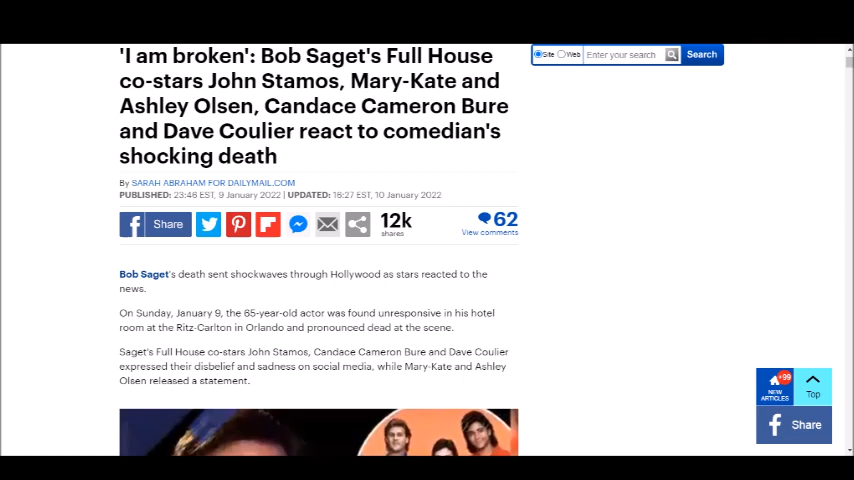 'I am broken': Bob Saget's Full House
co-stars John Stamos, Mary-Kate and
Ashley Olsen, Candace Cameron Bure
and Dave Coulier react to comedian's
shocking death
By SARAH ABRAHAM FOR DAILYMAIL.COM
PUBLISHED: 23:46 EST, 9 January 2022 | UPDATED: 16:27 EST, 10 January 2022
Share
12k
shares
62
View comments
Bob Saget's death sent shockwaves through Hollywood as stars reacted to the
news.
On Sunday, January 9, the 65-year-old actor was found unresponsive in his hotel
room at the Ritz-Carlton in Orlando and pronounced dead at the scene.
Saget's Full House co-stars John Stamos, Candace Cameron Bure and Dave Coulier
expressed their disbelief and sadness on social media, while Mary-Kate and Ashley
Olsen released a statement.
Site Web Enter your search Search
+99
NEW
ARTICLES
Top
Share